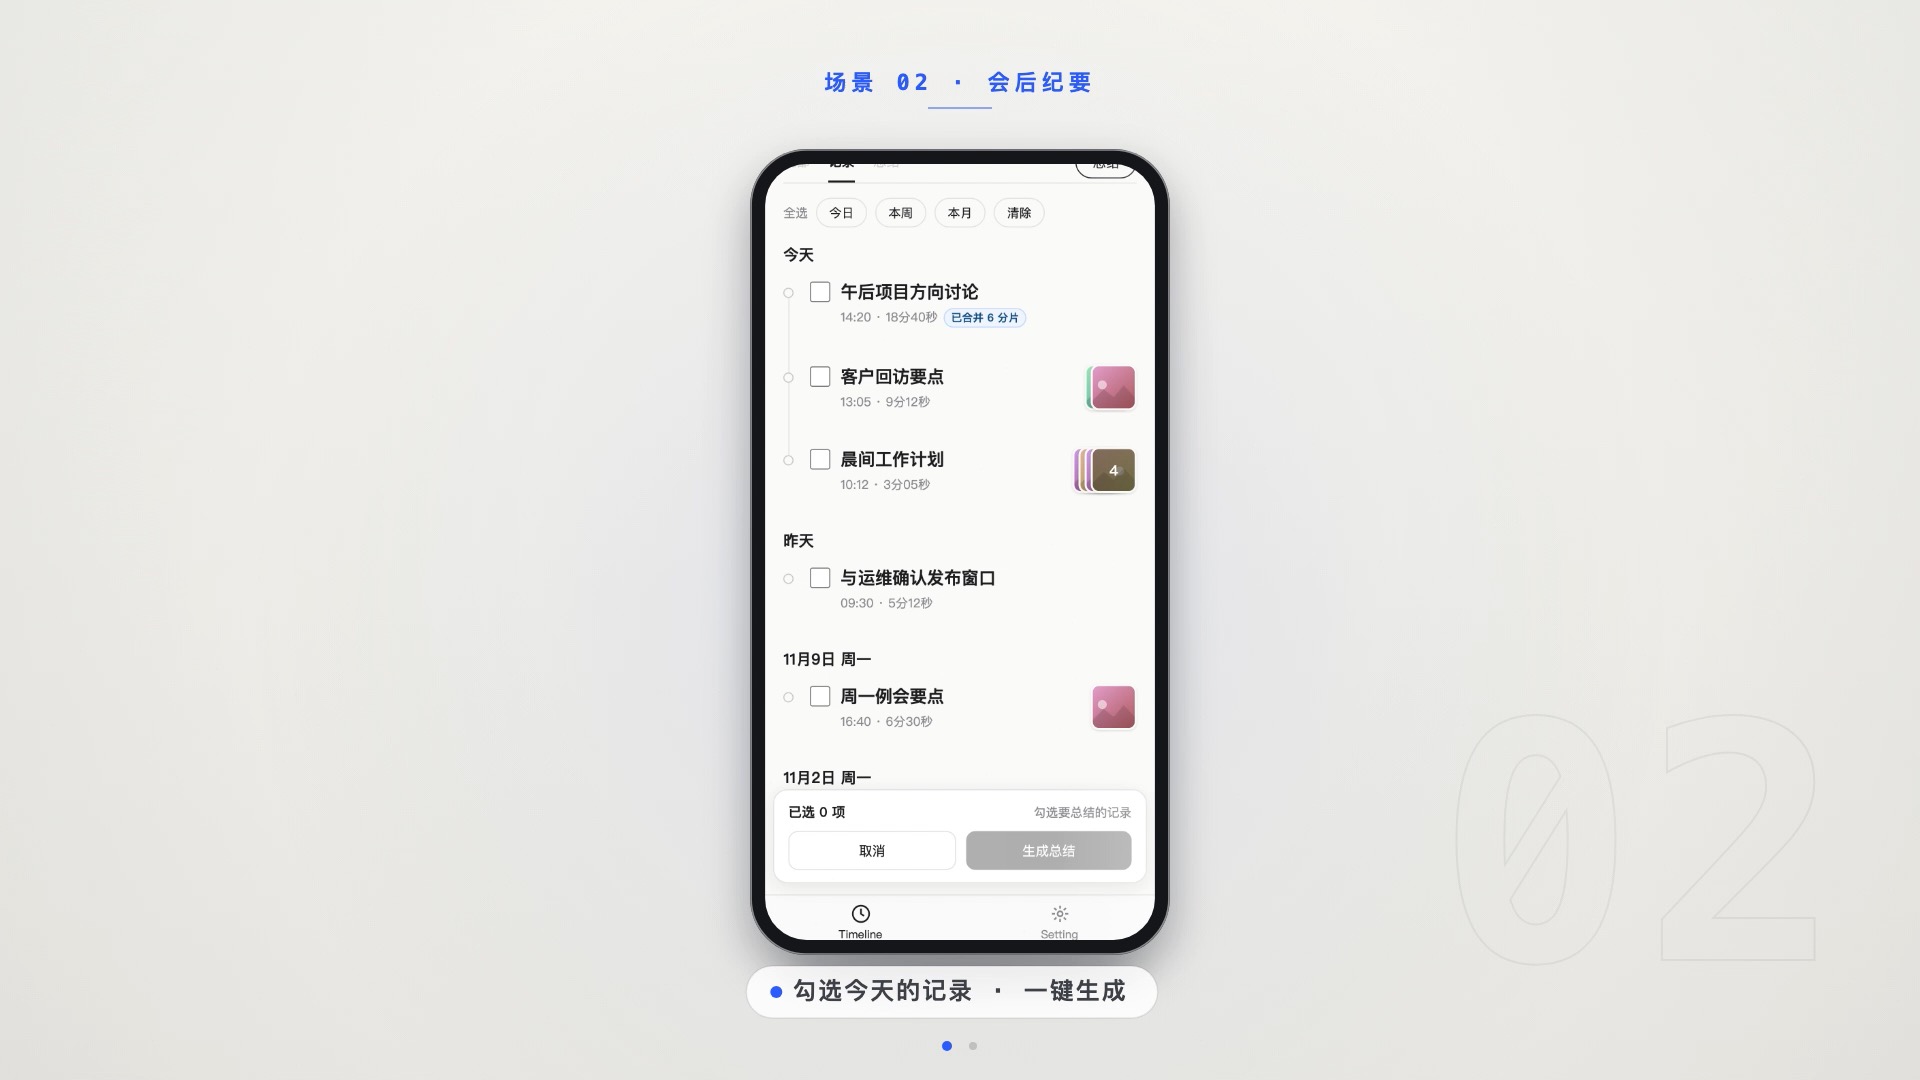 场景 02 · 会后纪要
记录 总结
总结
全选 今日 本周 本月 清除
今天
午后项目方向讨论
14:20 · 18分40秒 已合并 6 分片
客户回访要点
13:05 · 9分12秒
晨间工作计划
10:12 · 3分05秒
4
昨天
与运维确认发布窗口
09:30 · 5分12秒
11月9日 周一
周一例会要点
16:40 · 6分30秒
11月2日 周一
已选 0 项 勾选要总结的记录
取消 生成总结
Timeline Setting
勾选今天的记录 · 一键生成
02